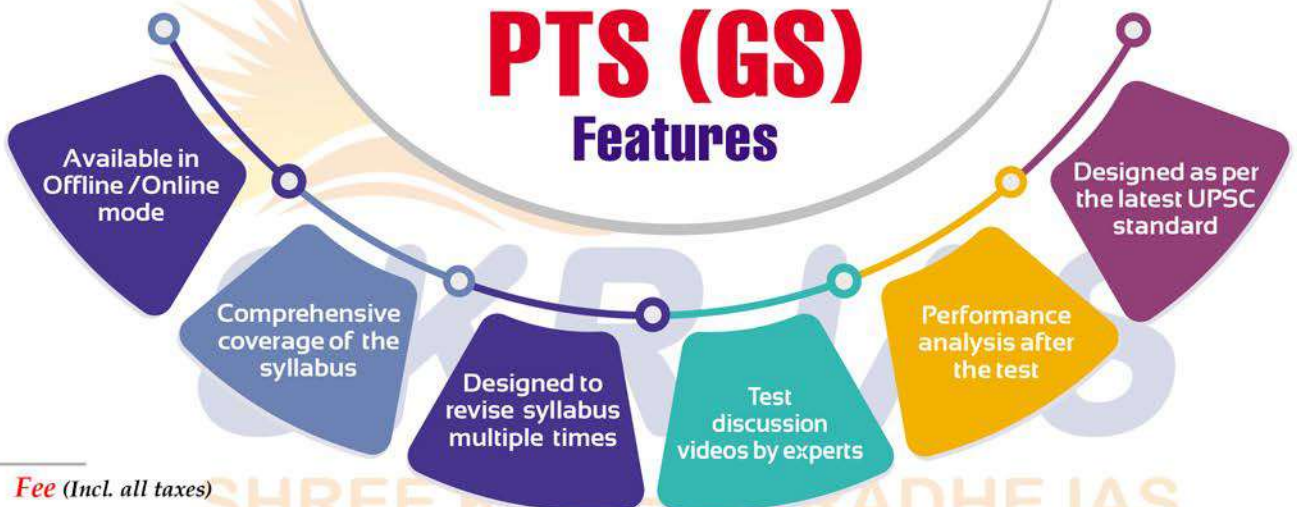 PTS (GS)
Features
Available in
Offline/Online
mode
Comprehensive
coverage of the
syllabus
Designed to
revise syllabus
multiple times
Test
discussion
videos by experts
Performance
analysis after
the test
Designed as per
the latest UPSC
standard
Fee (Incl. all taxes)